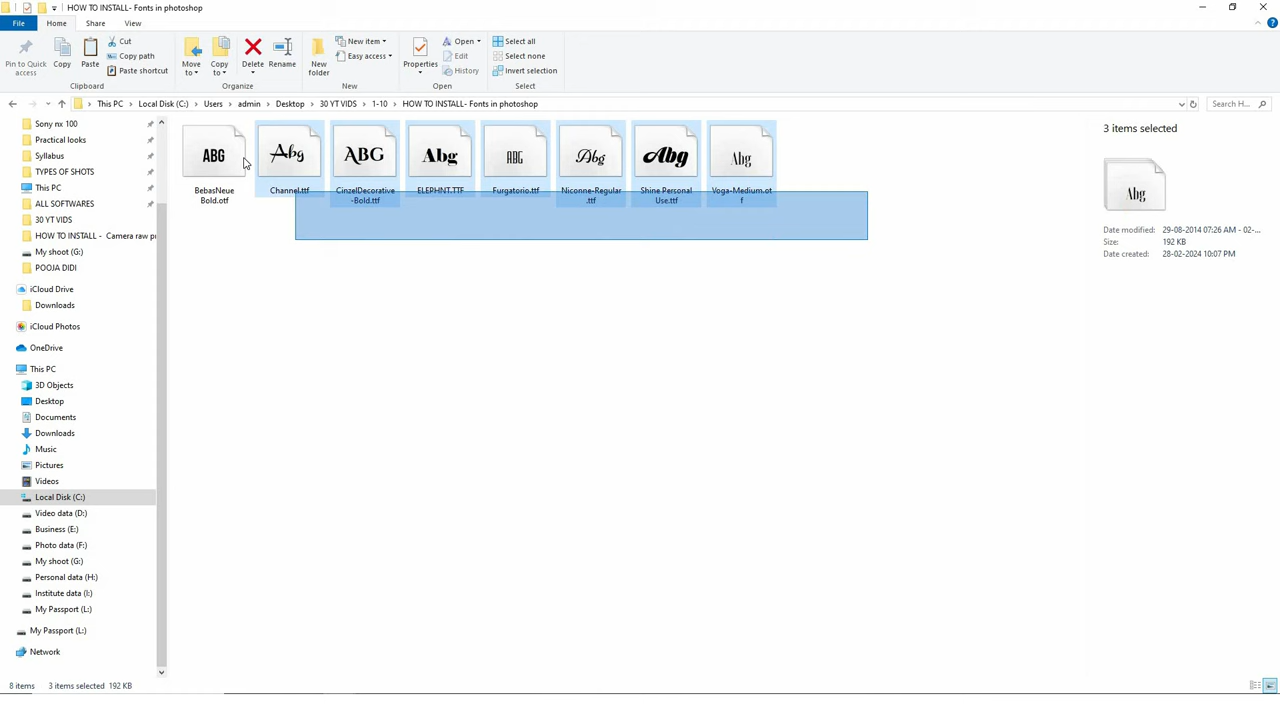 HOW TO INSTALL- Fonts in photoshop
File
Home
Share
View
Pin to Quick access
Copy
Paste
Cut
Copy path
Paste shortcut
Clipboard
Move to
Copy to
Delete
Rename
Organize
New folder
New item
Easy access
New
Properties
Open
Edit
History
Open
Select all
Select none
Invert selection
Select
This PC
Local Disk (C:)
Users
admin
Desktop
30 YT VIDS
1-10
HOW TO INSTALL- Fonts in photoshop
Search H...
Sony nx 100
Practical looks
Syllabus
TYPES OF SHOTS
This PC
ALL SOFTWARES
30 YT VIDS
HOW TO INSTALL - Camera raw pr
My shoot (G:)
POOJA DIDI
iCloud Drive
Downloads
iCloud Photos
OneDrive
This PC
3D Objects
Desktop
Documents
Downloads
Music
Pictures
Videos
Local Disk (C:)
Video data (D:)
Business (E:)
Photo data (F:)
My shoot (G:)
Personal data (H:)
Institute data (I:)
My Passport (L:)
My Passport (L:)
Network
ABG
BebasNeue
Bold.otf
Abg
Channel.ttf
ABG
CinzelDecorative
-Bold.ttf
Abg
ELEPHNT.TTF
ABG
Furgatorio.ttf
Abg
Niconne-Regular
.ttf
Abg
Shine Personal
Use.ttf
Abg
Voga-Medium.ot
f
3 items selected
Abg
Date modified: 29-08-2014 07:26 AM - 02-...
Size: 192 KB
Date created: 28-02-2024 10:07 PM
8 items
3 items selected 192 KB